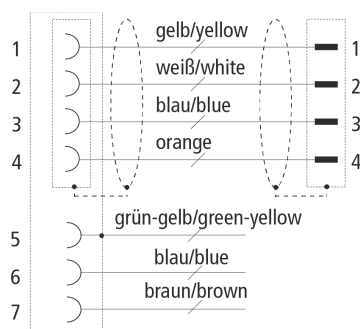 1 gelb/yellow 1
2 weiß/white 2
3 blau/blue 3
4 orange 4
5 grün-gelb/green-yellow
6 blau/blue
7 braun/brown